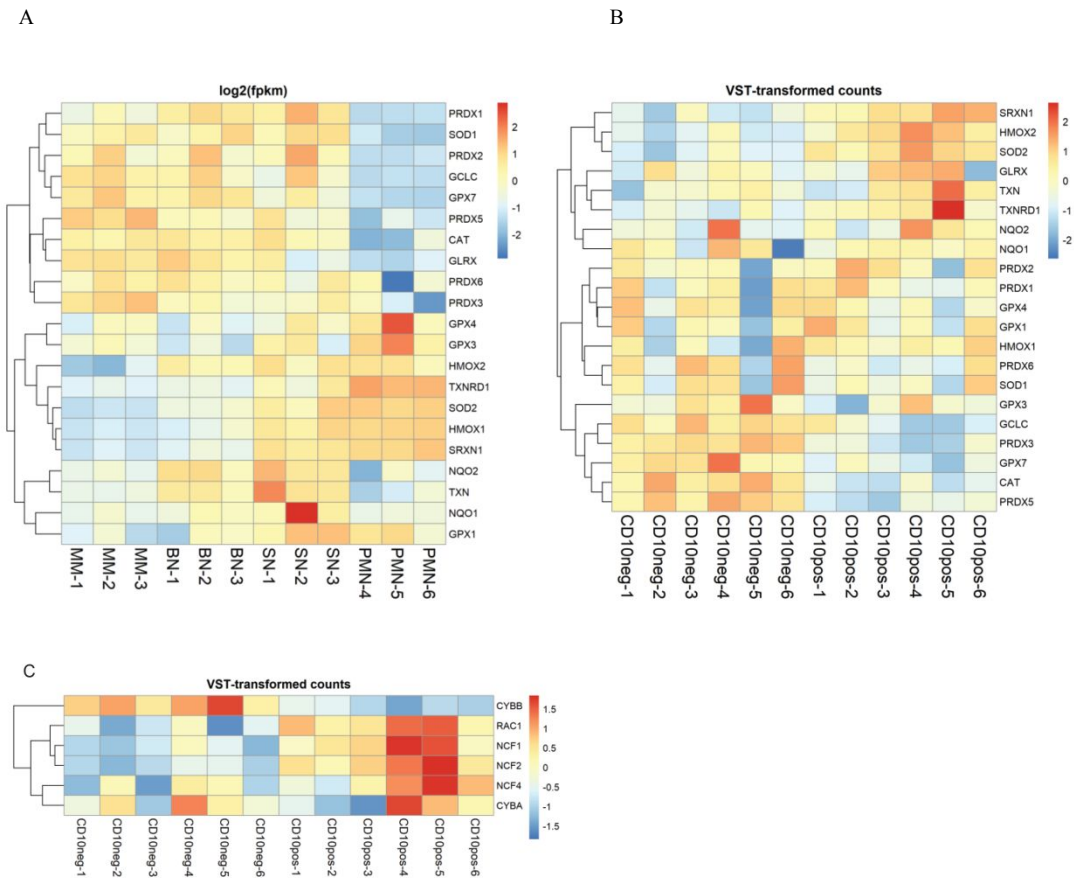 A
B
log2(fpkm)
PRDX1
SOD1
PRDX2
GCLC
GPX7
PRDX5
CAT
GLRX
PRDX6
PRDX3
GPX4
GPX3
HMOX2
TXNRD1
SOD2
HMOX1
SRXN1
NQO2
TXN
NQO1
GPX1
2
1
0
-1
-2
MM-1
MM-2
MM-3
BN-1
BN-2
BN-3
SN-1
SN-2
SN-3
PMN-4
PMN-5
PMN-6
VST-transformed counts
SRXN1
HMOX2
SOD2
GLRX
TXN
TXNRD1
NQO2
NQO1
PRDX2
PRDX1
GPX4
GPX1
HMOX1
PRDX6
SOD1
GPX3
GCLC
PRDX3
GPX7
CAT
PRDX5
2
1
0
-1
-2
CD10neg-1
CD10neg-2
CD10neg-3
CD10neg-4
CD10neg-5
CD10neg-6
CD10pos-1
CD10pos-2
CD10pos-3
CD10pos-4
CD10pos-5
CD10pos-6
C
VST-transformed counts
CYBB
RAC1
NCF1
NCF2
NCF4
CYBA
1.5
1
0.5
0
-0.5
-1
-1.5
CD10neg-1
CD10neg-2
CD10neg-3
CD10neg-4
CD10neg-5
CD10neg-6
CD10pos-1
CD10pos-2
CD10pos-3
CD10pos-4
CD10pos-5
CD10pos-6